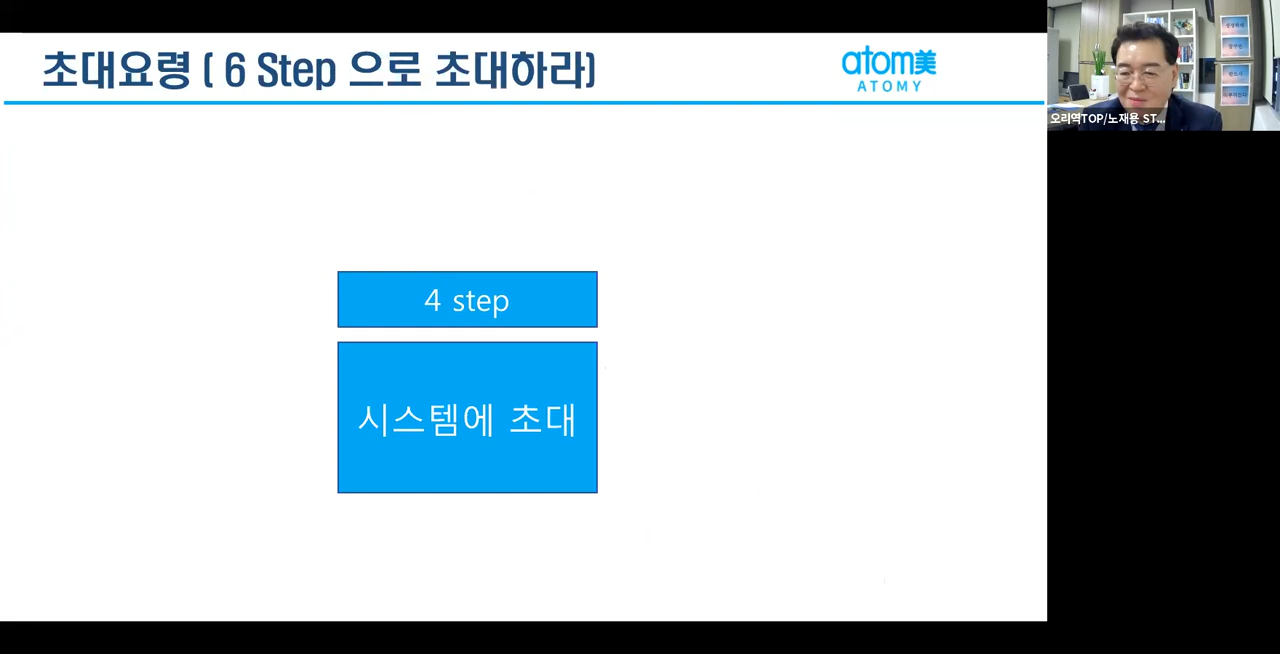 초대요령 ( 6 Step 으로 초대하라)
atom美
ATOMY
4 step
시스템에 초대
오리역TOP/노재용 ST...